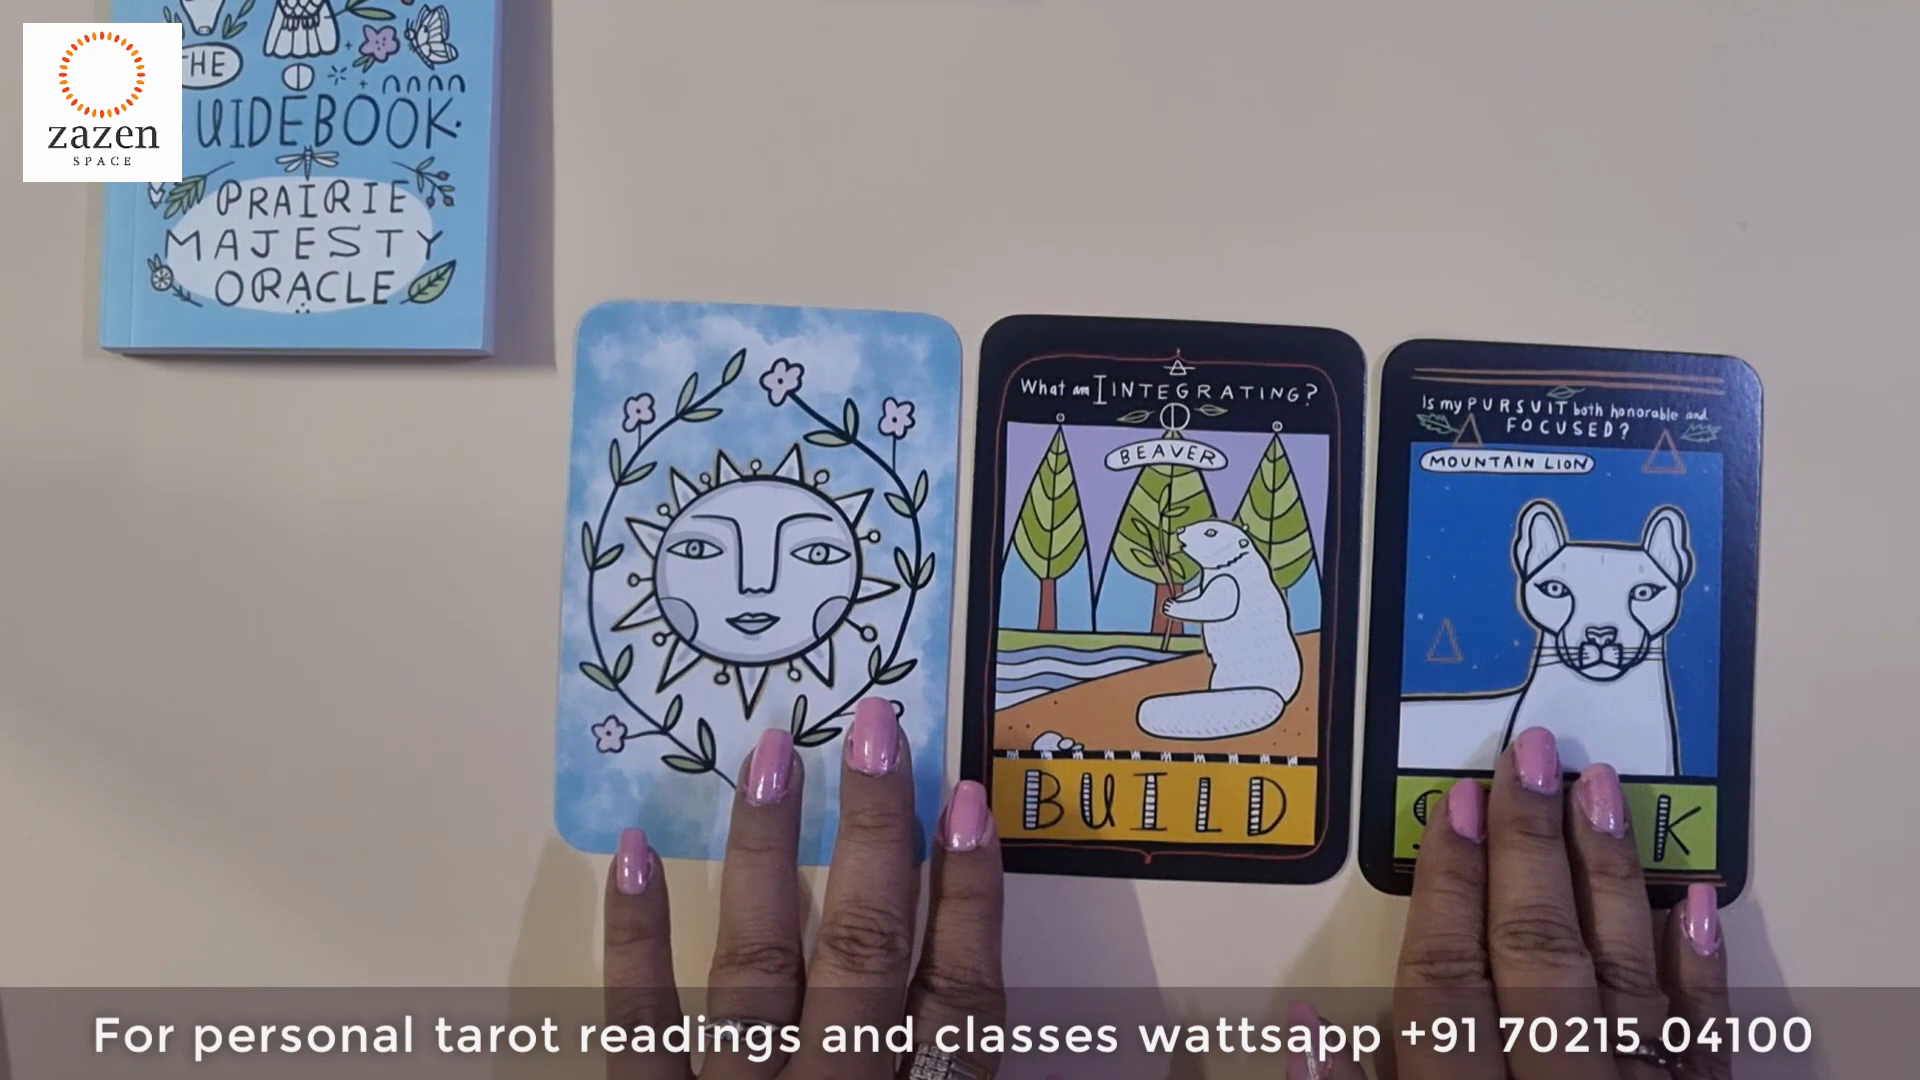 zazen
SPACE
THE
UIDEBOOK
PRAIRIE
MAJESTY
ORACLE
What am I INTEGRATING?
BEAVER
BUILD
Is my PURSUIT both honorable and
FOCUSED?
MOUNTAIN LION
For personal tarot readings and classes wattsapp +91 70215 04100